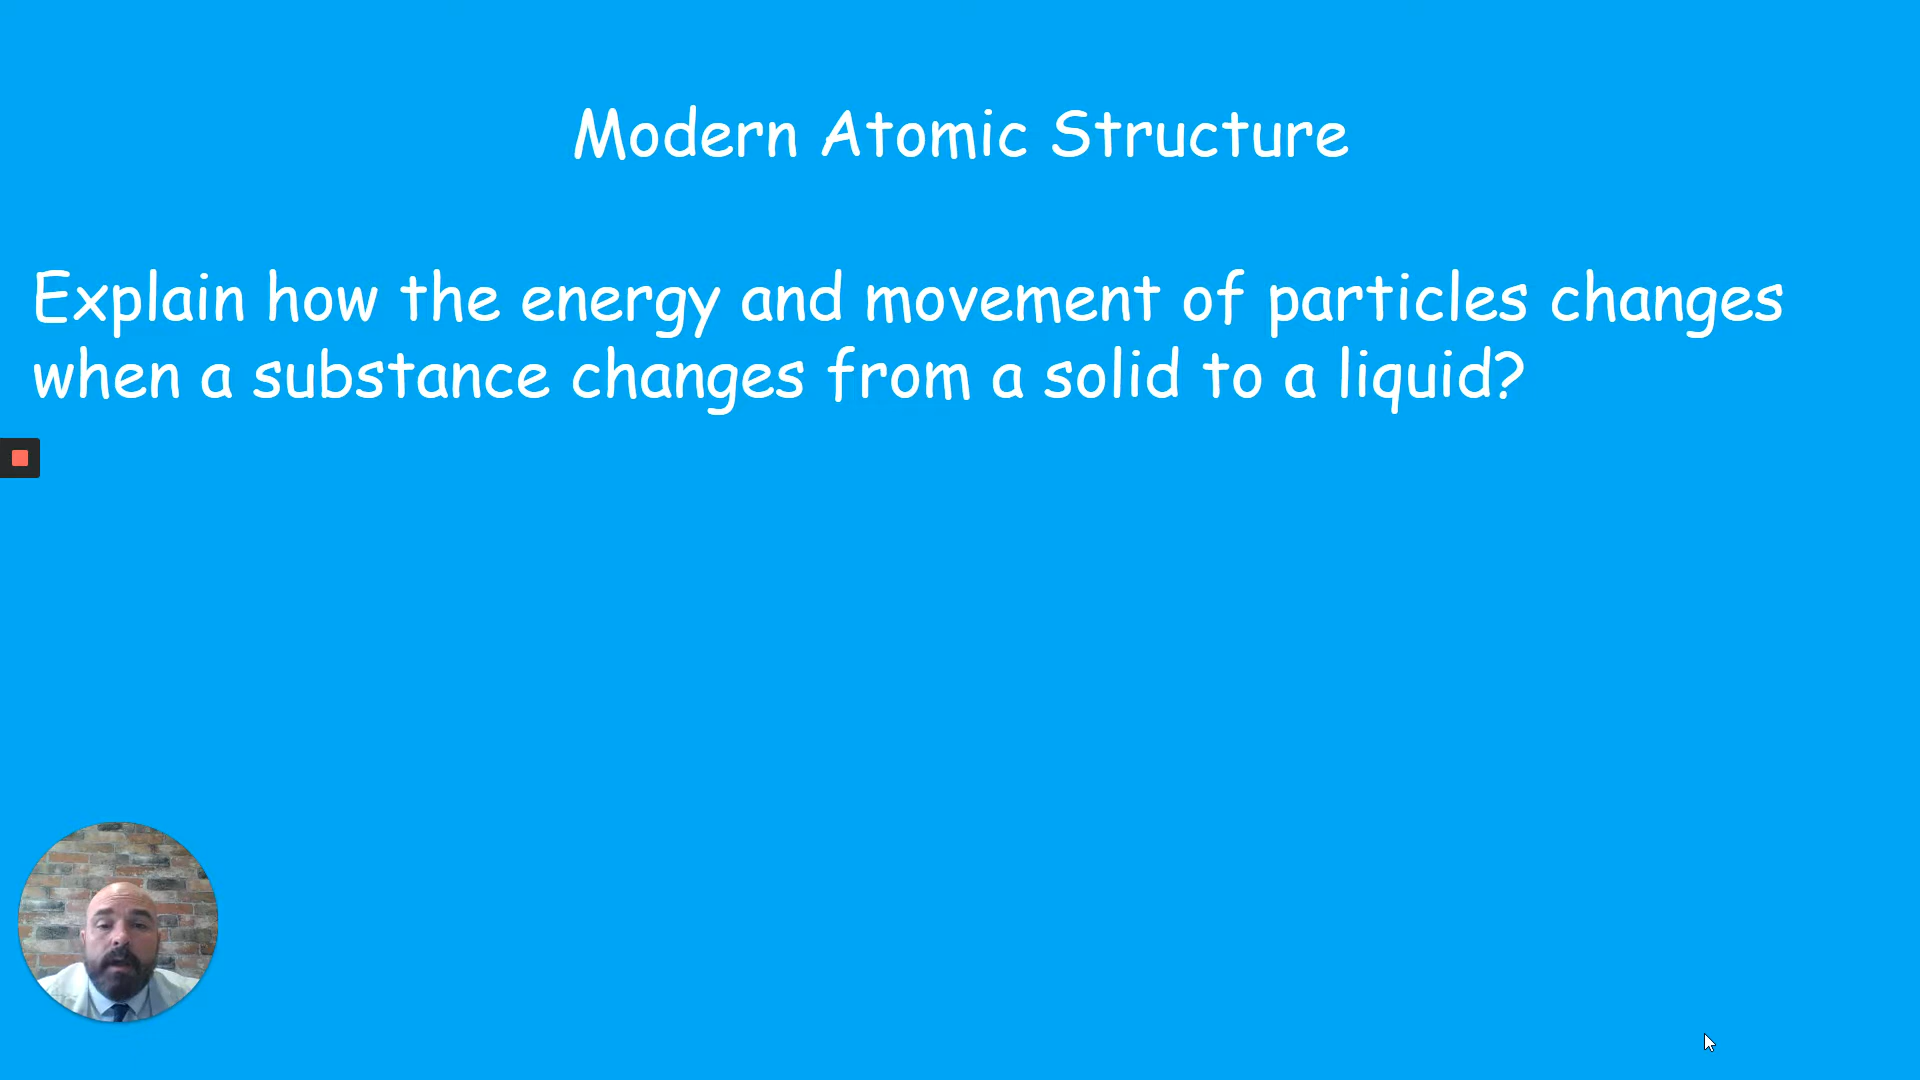 Modern Atomic Structure
Explain how the energy and movement of particles changes
when a substance changes from a solid to a liquid?